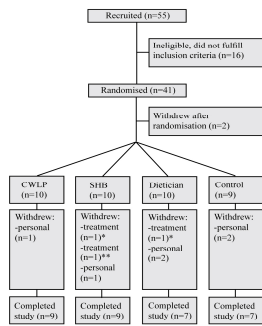 Recruited (n=55)
Ineligible, did not fulfill
inclusion criteria (n=16)
Randomised (n=41)
Withdrew after
randomisation (n=2)
CWLP
(n=10)
SHB
(n=10)
Dietician
(n=10)
Control
(n=9)
Withdrew:
-personal
(n=1)
Withdrew:
-treatment
(n=1)*
-treatment
(n=1)**
-personal
(n=1)
Withdrew:
-treatment
(n=1)*
-personal
(n=2)
Withdrew:
-personal
(n=2)
Completed
study (n=9)
Completed
study (n=9)
Completed
study (n=7)
Completed
study (n=7)